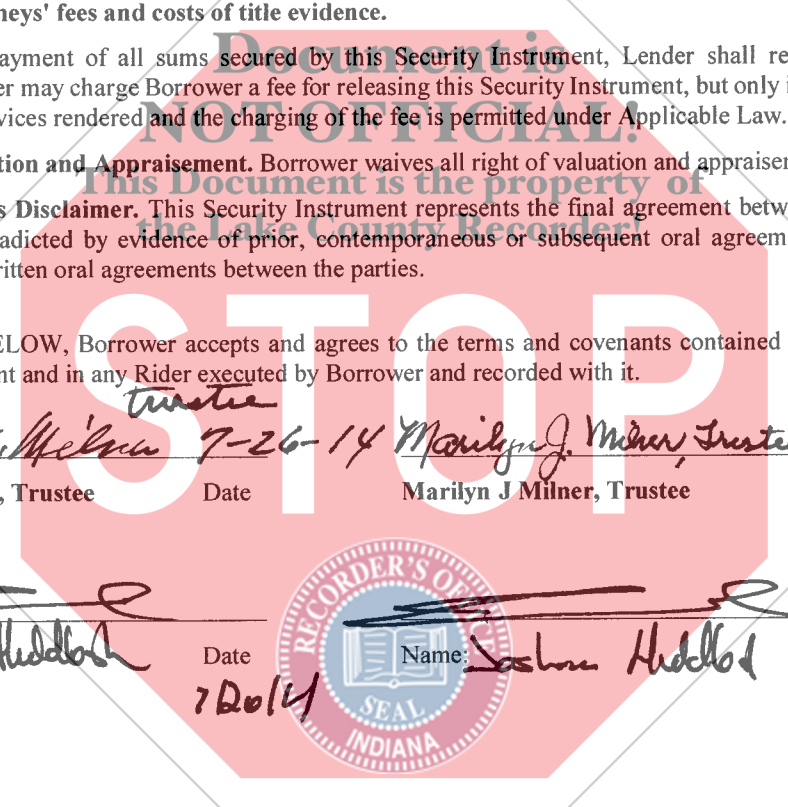 neys' fees and costs of title evidence.
ayment of all sums secured by this Security Instrument, Lender shall re
er may charge Borrower a fee for releasing this Security Instrument, but only i
vices rendered and the charging of the fee is permitted under Applicable Law.
tion and Appraisement. Borrower waives all right of valuation and appraisem
s Disclaimer. This Security Instrument represents the final agreement betw
adicted by evidence of prior, contemporaneous or subsequent oral agreem
ritten oral agreements between the parties.
Document is
NOT OFFICIAL!
This Document is the property of
the Lake County Recorder!
STOP
ELOW, Borrower accepts and agrees to the terms and covenants contained
nt and in any Rider executed by Borrower and recorded with it.
trustee
Milner 7-26-14 Marilyn J. Milner, Truste
, Trustee Date Marilyn J Milner, Trustee
Date Name: Joshua
RECORDER'S OFFICE
SEAL
INDIANA